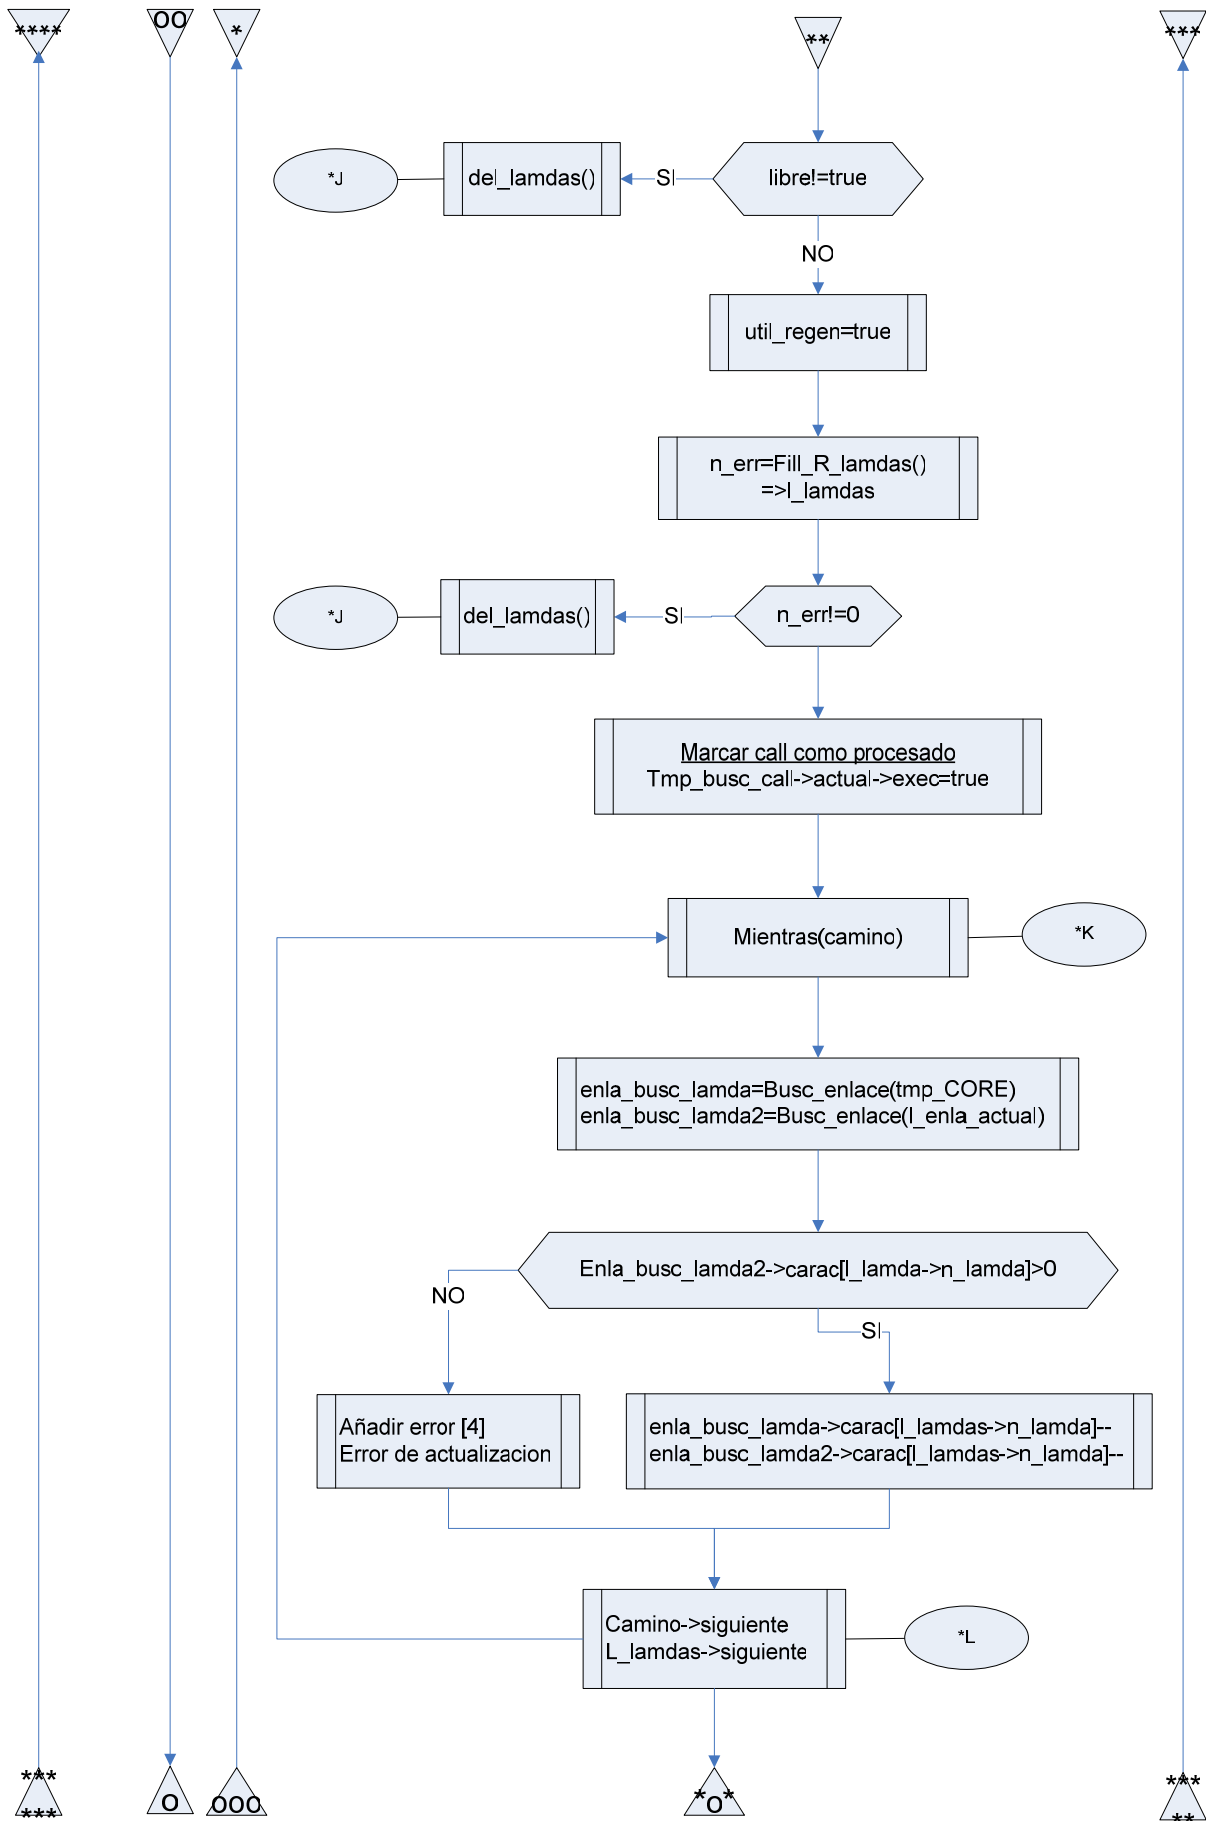 ****
OO
*
**
***
*J
del_lamdas()
SI
libre!=true
NO
util_regen=true
n_err=Fill_R_lamdas()
=>l_lamdas
*J
del_lamdas()
SI
n_err!=0
Marcar call como procesado
Tmp_busc_call->actual->exec=true
Mientras(camino)
*K
enla_busc_lamda=Busc_enlace(tmp_CORE)
enla_busc_lamda2=Busc_enlace(l_enla_actual)
Enla_busc_lamda2->carac[l_lamda->n_lamda]>0
NO
SI
Añadir error [4]
Error de actualizacion
enla_busc_lamda->carac[l_lamdas->n_lamda]--
enla_busc_lamda2->carac[l_lamdas->n_lamda]--
Camino->siguiente
L_lamdas->siguiente
*L
***
***
O
OOO
*O*
***
**